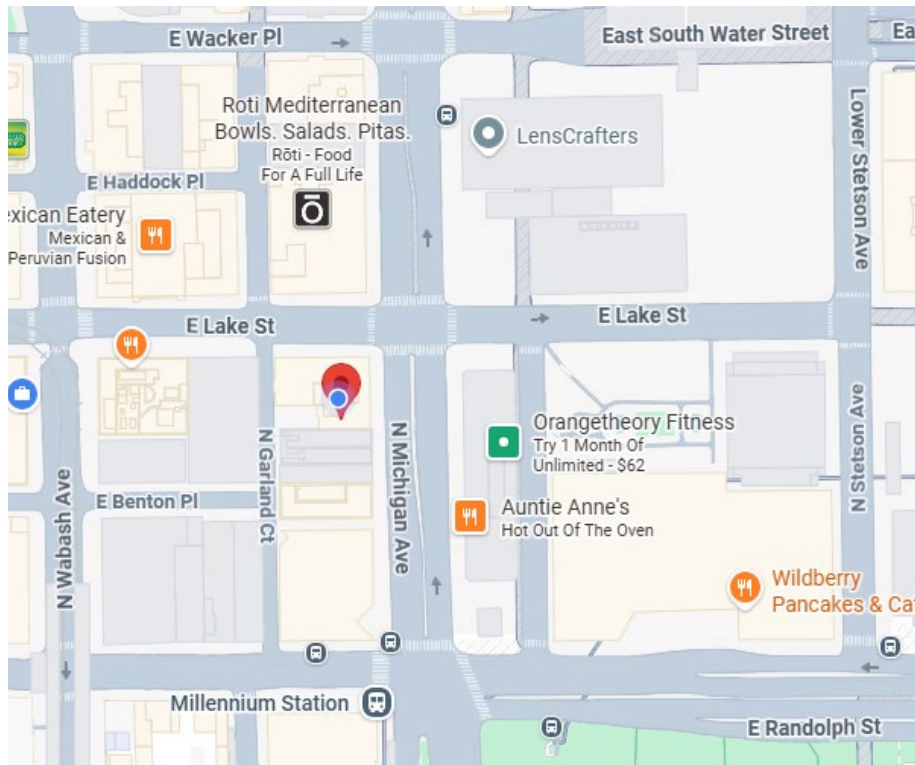 E Wacker Pl
East South Water Street
Ea
Roti Mediterranean
Bowls. Salads. Pitas.
Rōti - Food
For A Full Life
Ō
LensCrafters
Lower Stetson Ave
E Haddock Pl
exican Eatery
Mexican &
Peruvian Fusion
E Lake St
E Lake St
N Wabash Ave
N Garland Ct
N Michigan Ave
N Stetson Ave
Orangetheory Fitness
Try 1 Month Of
Unlimited - $62
E Benton Pl
Auntie Anne's
Hot Out Of The Oven
Wildberry
Pancakes & Caf
Millennium Station
E Randolph St